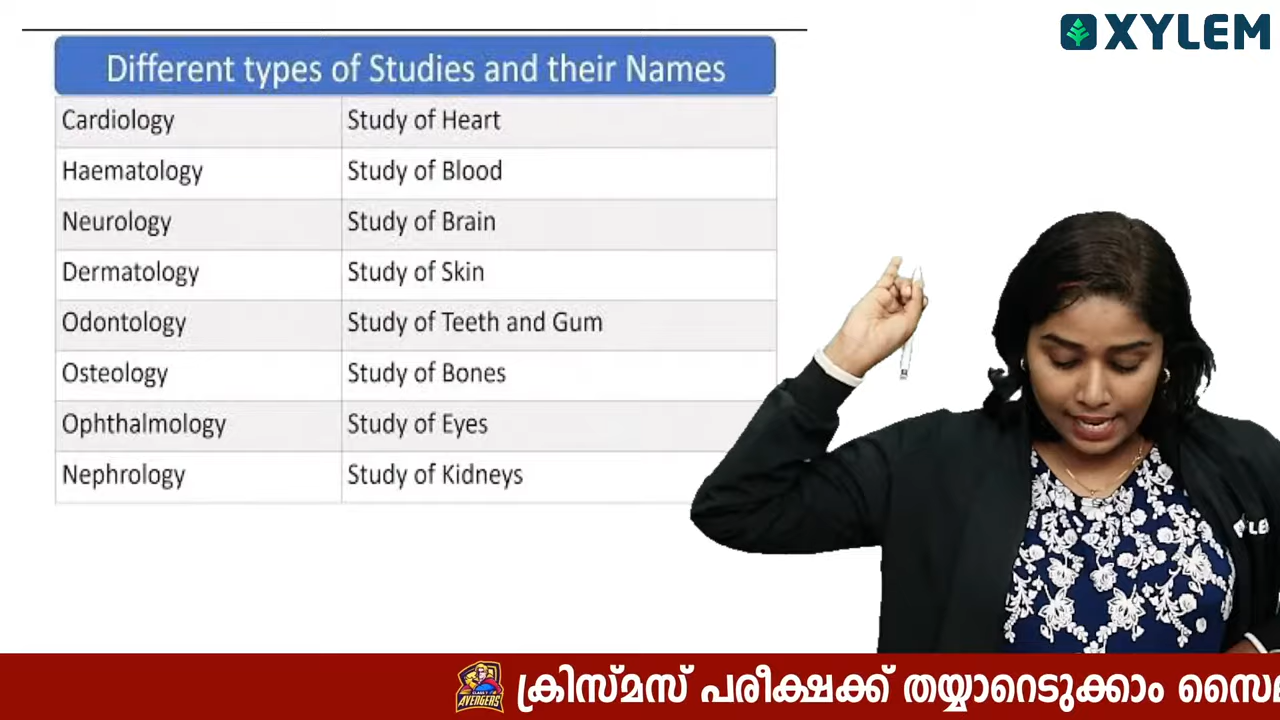 XYLEM
Different types of Studies and their Names
Cardiology Study of Heart
Haematology Study of Blood
Neurology Study of Brain
Dermatology Study of Skin
Odontology Study of Teeth and Gum
Osteology Study of Bones
Ophthalmology Study of Eyes
Nephrology Study of Kidneys
AVENGERS ക്രിസ്മസ് പരീക്ഷക്ക് തയ്യാറെടുക്കാം